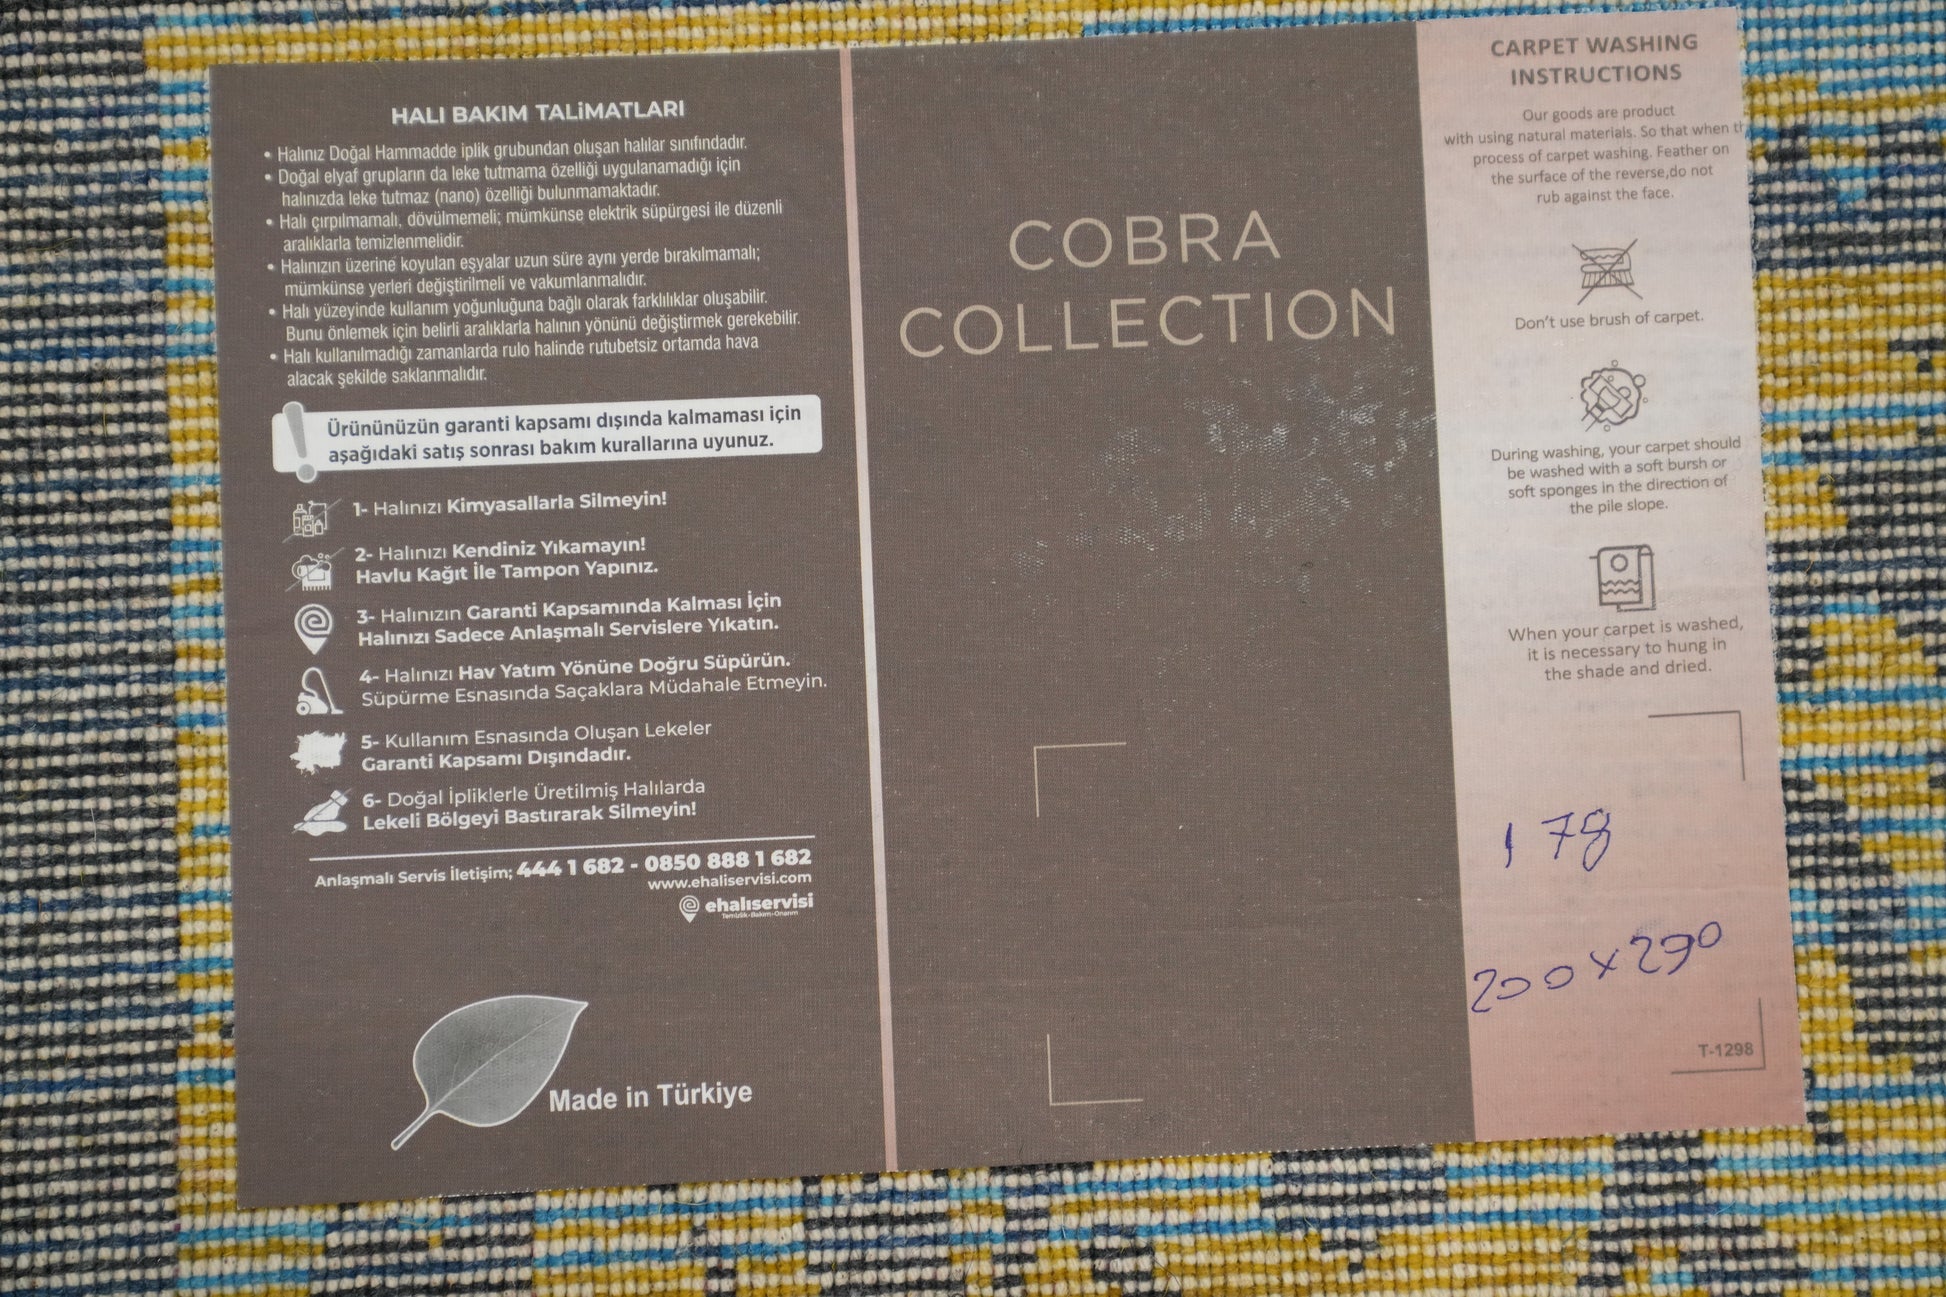 HALI BAKIM TALiMATLARI
• Halınız Doğal Hammadde iplik grubundan oluşan halılar sınıfındadır.
• Doğal elyaf grupların da leke tutmama özelliği uygulanamadığı için
halınızda leke tutmaz (nano) özelliği bulunmamaktadır.
• Halı çırpılmamalı, dövülmemeli; mümkünse elektrik süpürgesi ile düzenli
aralıklarla temizlenmelidir.
• Halınızın üzerine koyulan eşyalar uzun süre aynı yerde bırakılmamalı;
mümkünse yerleri değiştirilmeli ve vakumlanmalıdır.
• Halı yüzeyinde kullanım yoğunluğuna bağlı olarak farklılıklar oluşabilir.
Bunu önlemek için belirli aralıklarla halının yönünü değiştirmek gerekebilir.
• Halı kullanılmadığı zamanlarda rulo halinde rutubetsiz ortamda hava
alacak şekilde saklanmalıdır.
Ürününüzün garanti kapsamı dışında kalmaması için
aşağıdaki satış sonrası bakım kurallarına uyunuz.
1- Halınızı Kimyasallarla Silmeyin!
2- Halınızı Kendiniz Yıkamayın!
Havlu Kağıt İle Tampon Yapınız.
3- Halınızın Garanti Kapsamında Kalması İçin
Halınızı Sadece Anlaşmalı Servislere Yıkatın.
4- Halınızı Hav Yatım Yönüne Doğru Süpürün.
Süpürme Esnasında Saçaklara Müdahale Etmeyin.
5- Kullanım Esnasında Oluşan Lekeler
Garanti Kapsamı Dışındadır.
6- Doğal İpliklerle Üretilmiş Halılarda
Lekeli Bölgeyi Bastırarak Silmeyin!
Anlaşmalı Servis İletişim; 444 1 682 - 0850 888 1 682
www.ehaliservisi.com
ehalıservisi
Temizlik-Bakım-Onarım
Made in Türkiye
COBRA
COLLECTION
CARPET WASHING
INSTRUCTIONS
Our goods are product
with using natural materials. So that when th
process of carpet washing. Feather on
the surface of the reverse,do not
rub against the face.
Don't use brush of carpet.
During washing, your carpet should
be washed with a soft bursh or
soft sponges in the direction of
the pile slope.
When your carpet is washed,
it is necessary to hung in
the shade and dried.
178
200x290
T-1298